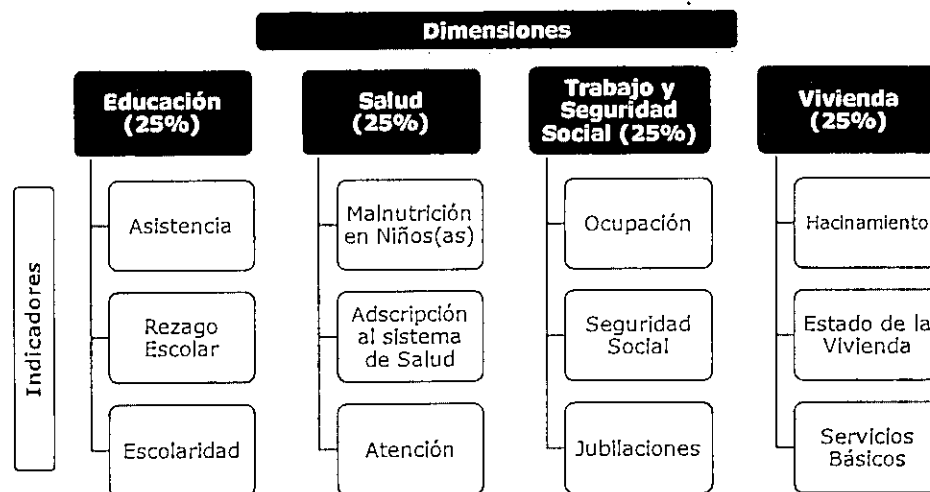 Dimensiones
Educación
(25%)
Salud
(25%)
Trabajo y
Seguridad
Social (25%)
Vivienda
(25%)
Indicadores
Asistencia
Malnutrición
en Niños(as)
Ocupación
Hacinamiento
Rezago
Escolar
Adscripción
al sistema
de Salud
Seguridad
Social
Estado de la
Vivienda
Escolaridad
Atención
Jubilaciones
Servicios
Básicos